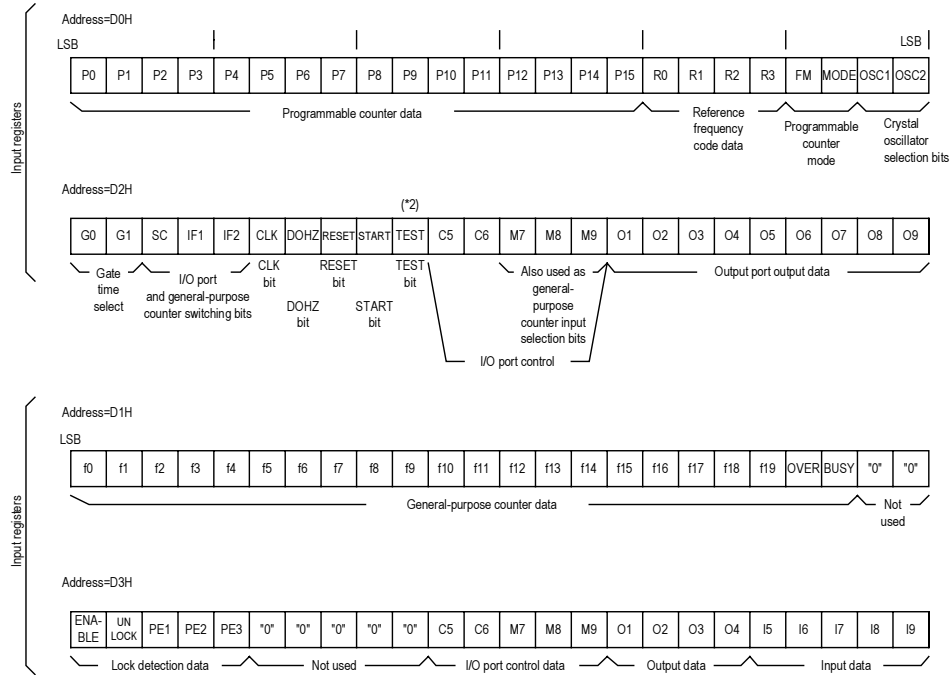 Input registers
Address=D0H
LSB LSB
P0 P1 P2 P3 P4 P5 P6 P7 P8 P9 P10 P11 P12 P13 P14 P15 R0 R1 R2 R3 FM MODE OSC1 OSC2
Programmable counter data
Reference
frequency
code data
Programmable
counter
mode
Crystal
oscillator
selection bits
Address=D2H
(*2)
G0 G1 SC IF1 IF2 CLK DOHZ RESET START TEST C5 C6 M7 M8 M9 O1 O2 O3 O4 O5 O6 O7 O8 O9
Gate
time
select
I/O port
and general-purpose
counter switching bits
CLK
bit
DOHZ
bit
RESET
bit
START
bit
TEST
bit
Also used as
general-
purpose
counter input
selection bits
Output port output data
I/O port control
Input registers
Address=D1H
LSB
f0 f1 f2 f3 f4 f5 f6 f7 f8 f9 f10 f11 f12 f13 f14 f15 f16 f17 f18 f19 OVER BUSY "0" "0"
General-purpose counter data
Not
used
Address=D3H
ENA-
BLE
UN
LOCK
PE1 PE2 PE3 "0" "0" "0" "0" "0" C5 C6 M7 M8 M9 O1 O2 O3 O4 I5 I6 I7 I8 I9
Lock detection data
Not used
I/O port control data
Output data
Input data